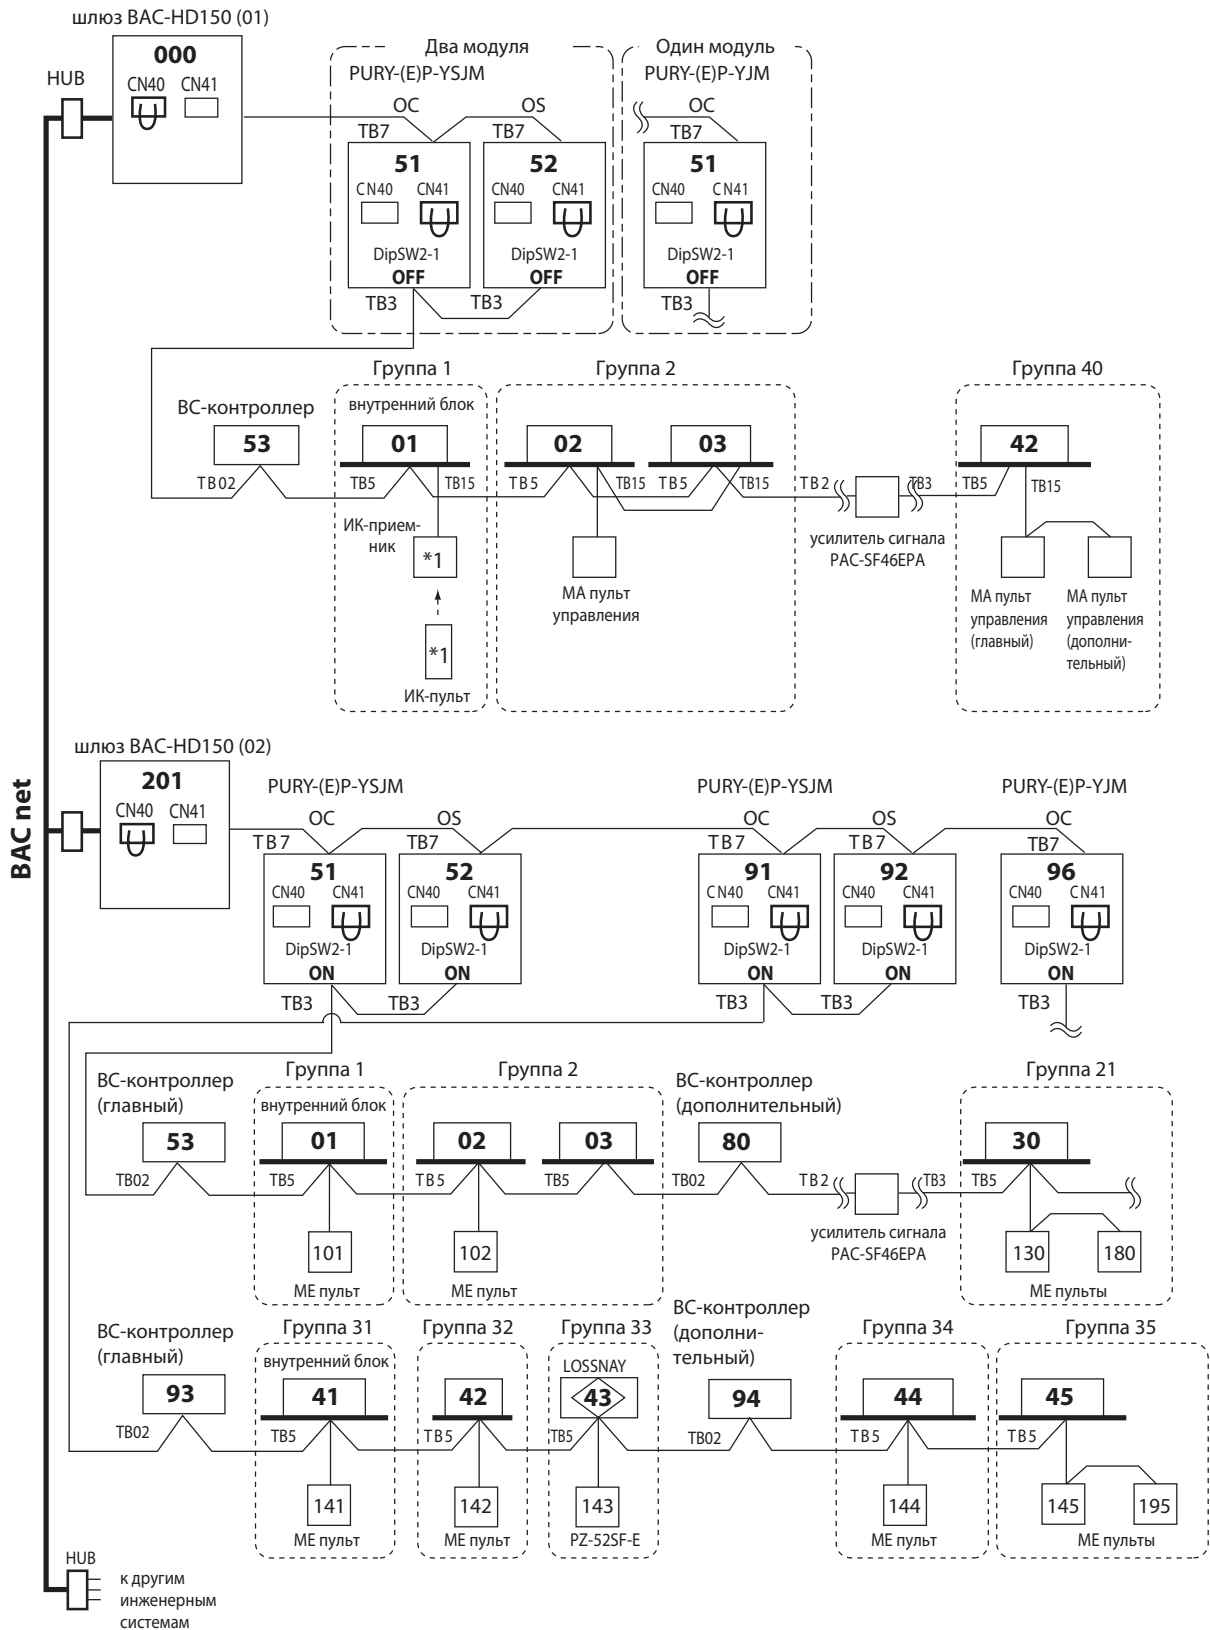 шлюз BAC-HD150 (01)
000
CN40 CN41
HUB
Два модуля
PURY-(E)P-YSJM
Один модуль
PURY-(E)P-YJM
OC OS OC
TB7 TB7 TB7
51 52 51
CN40 CN41 CN40 CN41 CN40 CN41
DipSW2-1 DipSW2-1 DipSW2-1
OFF OFF OFF
TB3 TB3 TB3
Группа 1 Группа 2 Группа 40
BC-контроллер
внутренний блок
53 01 02 03 42
TB02 TB5 TB15 TB5 TB15 TB5 TB15 TB2 TB3 TB5 TB15
ИК-прием-
ник
*1
усилитель сигнала
PAC-SF46EPA
MA пульт
управления
MA пульт
управления
(главный)
MA пульт
управления
(дополни-
тельный)
*1
ИК-пульт
BAC net
шлюз BAC-HD150 (02)
201
CN40 CN41
PURY-(E)P-YSJM PURY-(E)P-YSJM PURY-(E)P-YJM
OC OS OC OS OC
TB7 TB7 TB7 TB7 TB7
51 52 91 92 96
CN40 CN41 CN40 CN41 CN40 CN41 CN40 CN41 CN40 CN41
DipSW2-1 DipSW2-1 DipSW2-1 DipSW2-1 DipSW2-1
ON ON ON ON ON
TB3 TB3 TB3 TB3 TB3
Группа 1 Группа 2 Группа 21
BC-контроллер
(главный)
внутренний блок
BC-контроллер
(дополнительный)
53 01 02 03 80 30
TB02 TB5 TB5 TB5 TB02 TB2 TB3 TB5
усилитель сигнала
PAC-SF46EPA
101 102 130 180
ME пульт ME пульт ME пульты
BC-контроллер
(главный)
Группа 31 Группа 32 Группа 33
BC-контроллер
(дополни-
тельный)
Группа 34 Группа 35
внутренний блок
LOSSNAY
93 41 42 43 94 44 45
TB02 TB5 TB5 TB5 TB02 TB5 TB5
141 142 143 144 145 195
ME пульт ME пульт PZ-52SF-E ME пульт ME пульты
HUB
к другим
инженерным
системам